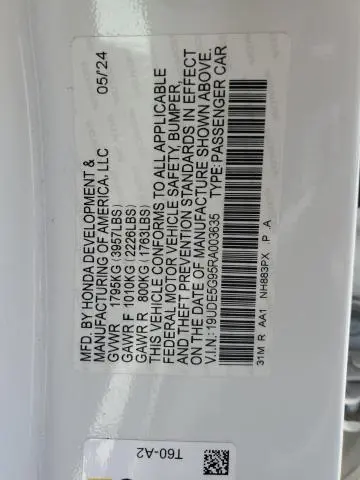 MFD. BY HONDA DEVELOPMENT &
MANUFACTURING OF AMERICA, LLC 05/'24
GVWR 1795KG (3957LBS)
GAWR F 1010KG (2226LBS)
GAWR R 800KG (1763LBS)
THIS VEHICLE CONFORMS TO ALL APPLICABLE
FEDERAL MOTOR VEHICLE SAFETY, BUMPER,
AND THEFT PREVENTION STANDARDS IN EFFECT
ON THE DATE OF MANUFACTURE SHOWN ABOVE.
V.I.N.: 19UDE5G95RA003635 TYPE: PASSENGER CAR
31M R AA1 NH883PX .P .A
T60-A2